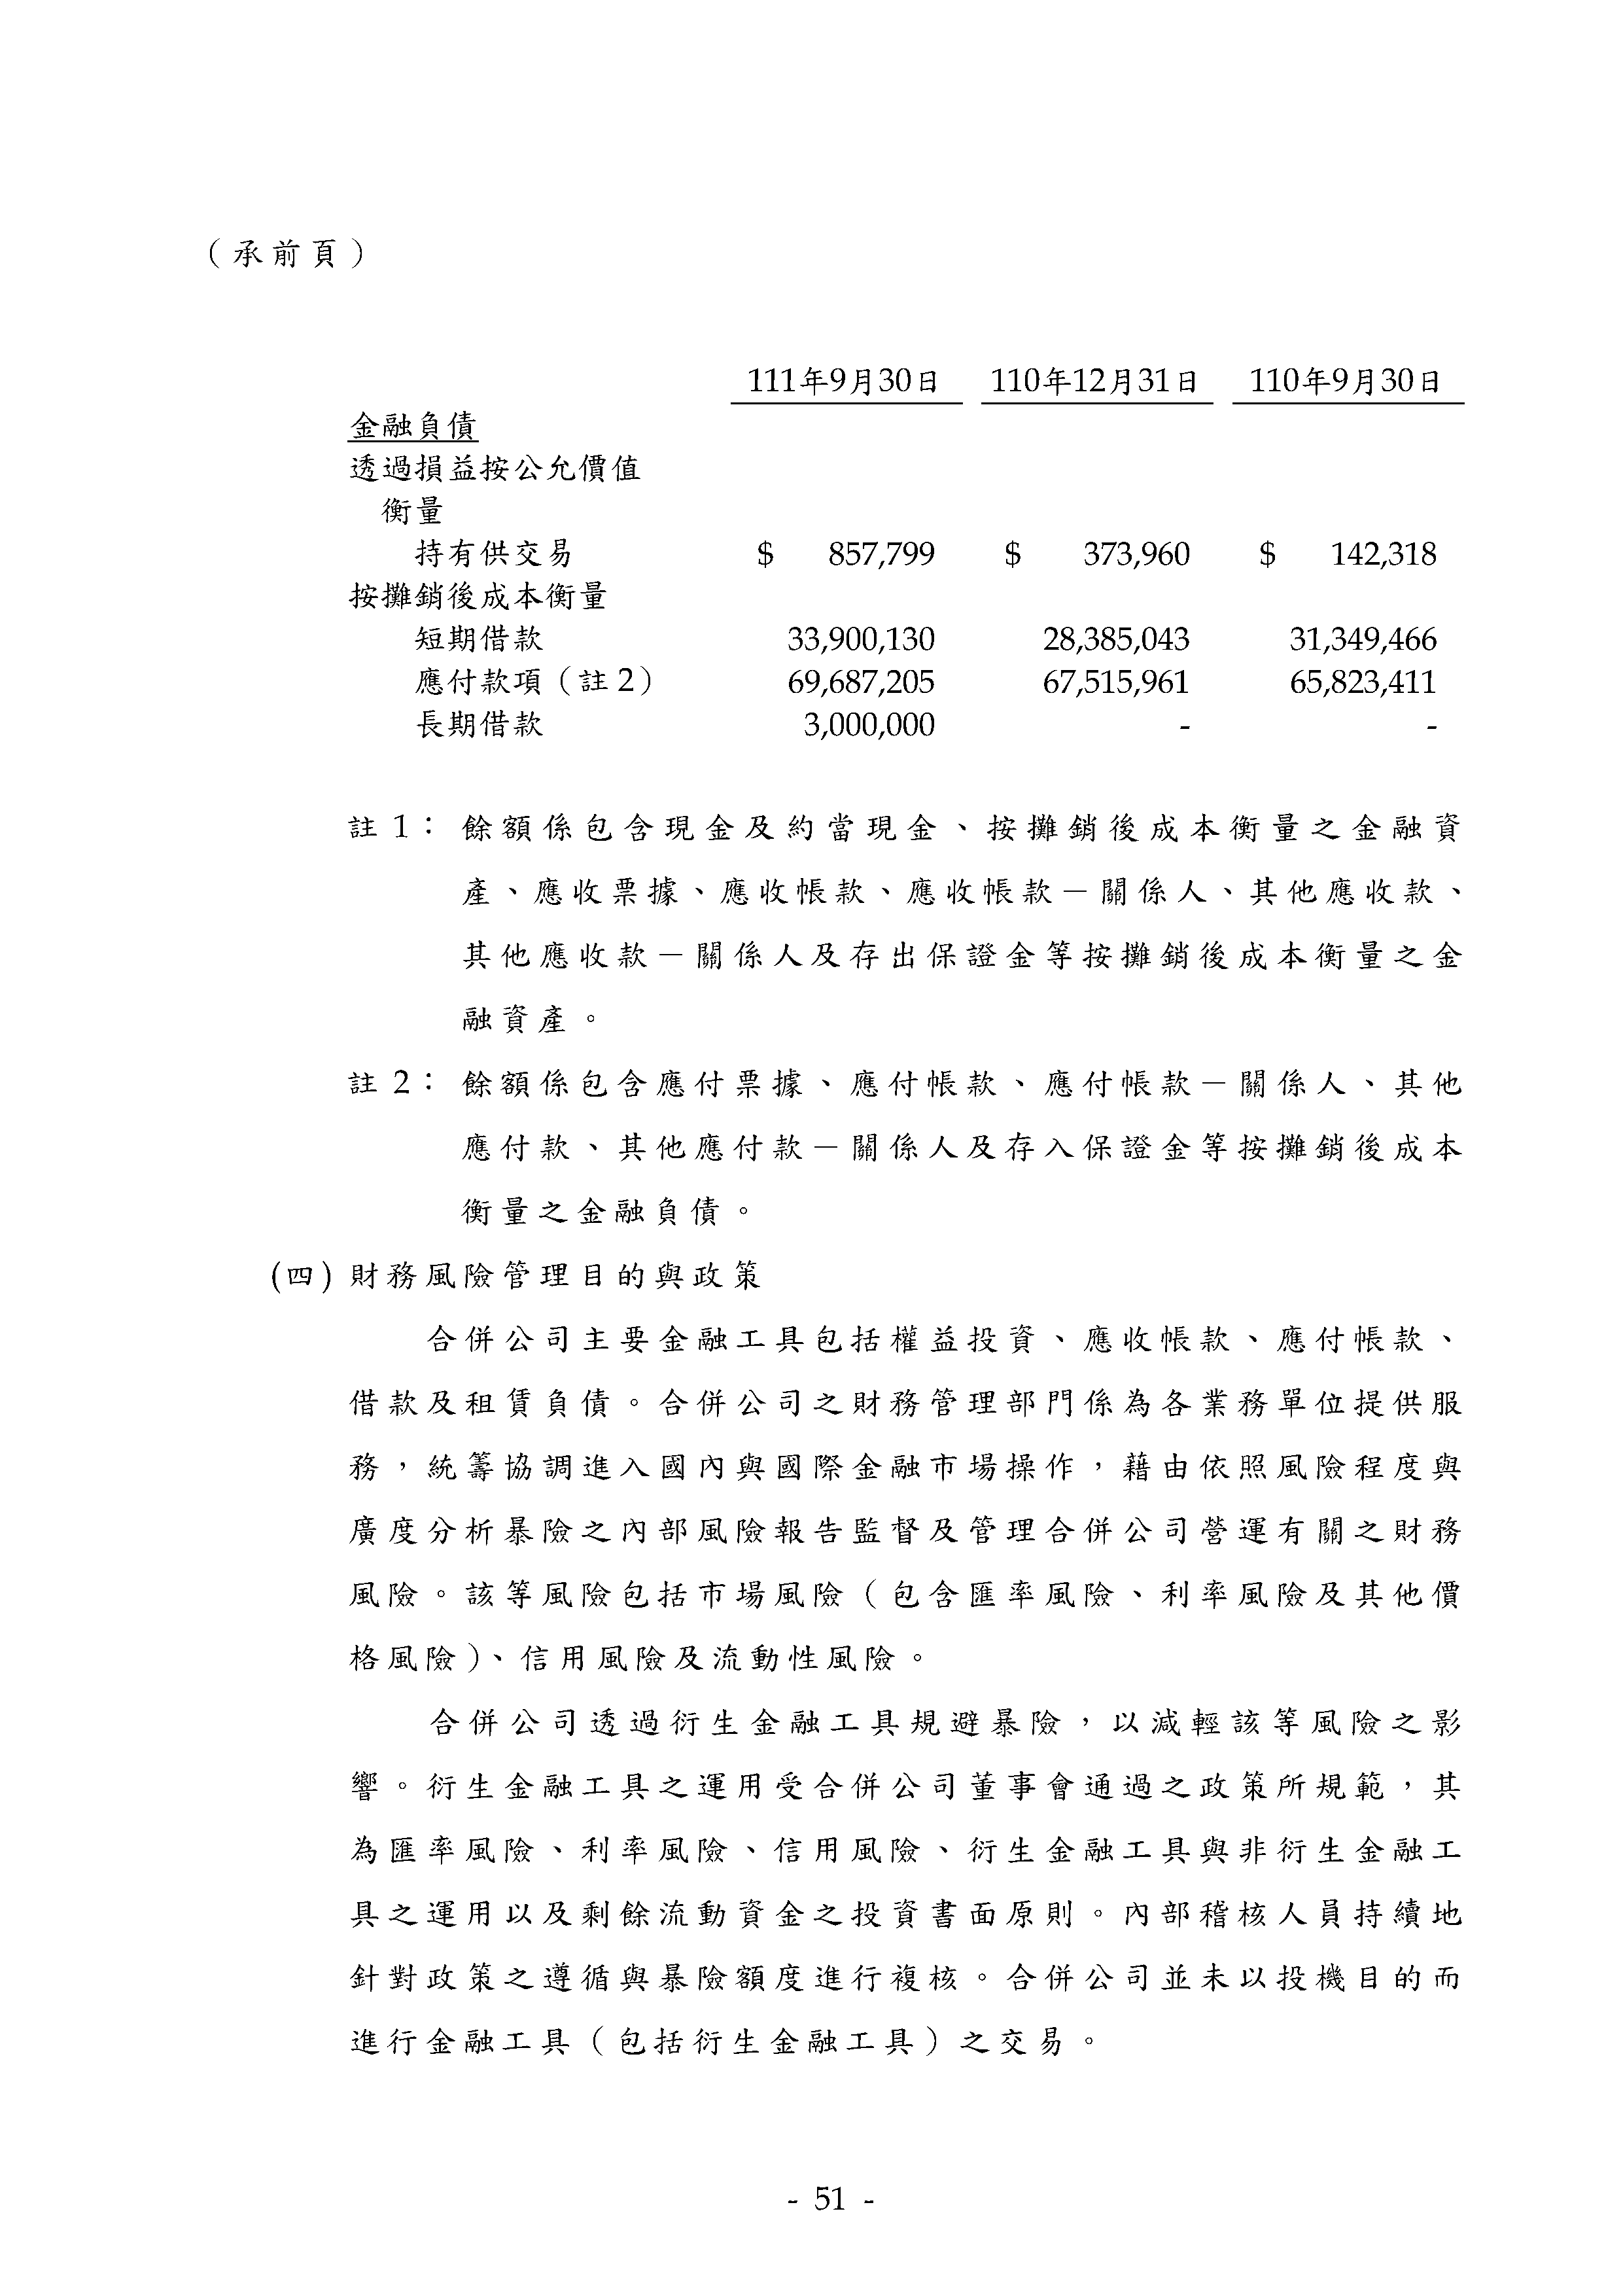 （承前頁）
111年9月30日 110年12月31日 110年9月30日
金融負債
透過損益按公允價值
衡量
持有供交易 $ 857,799 $ 373,960 $ 142,318
按攤銷後成本衡量
短期借款 33,900,130 28,385,043 31,349,466
應付款項（註2） 69,687,205 67,515,961 65,823,411
長期借款 3,000,000 - -
註 1： 餘額係包含現金及約當現金、按攤銷後成本衡量之金融資
產、應收票據、應收帳款、應收帳款－關係人、其他應收款、
其他應收款－關係人及存出保證金等按攤銷後成本衡量之金
融資產。
註 2： 餘額係包含應付票據、應付帳款、應付帳款－關係人、其他
應付款、其他應付款－關係人及存入保證金等按攤銷後成本
衡量之金融負債。
(四) 財務風險管理目的與政策
合併公司主要金融工具包括權益投資、應收帳款、應付帳款、
借款及租賃負債。合併公司之財務管理部門係為各業務單位提供服
務，統籌協調進入國內與國際金融市場操作，藉由依照風險程度與
廣度分析暴險之內部風險報告監督及管理合併公司營運有關之財務
風險。該等風險包括市場風險（包含匯率風險、利率風險及其他價
格風險）、信用風險及流動性風險。
合併公司透過衍生金融工具規避暴險，以減輕該等風險之影
響。衍生金融工具之運用受合併公司董事會通過之政策所規範，其
為匯率風險、利率風險、信用風險、衍生金融工具與非衍生金融工
具之運用以及剩餘流動資金之投資書面原則。內部稽核人員持續地
針對政策之遵循與暴險額度進行複核。合併公司並未以投機目的而
進行金融工具（包括衍生金融工具）之交易。
- 51 -